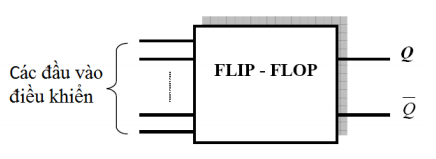 Các đầu vào
điều khiển
FLIP - FLOP
Q
Q̅